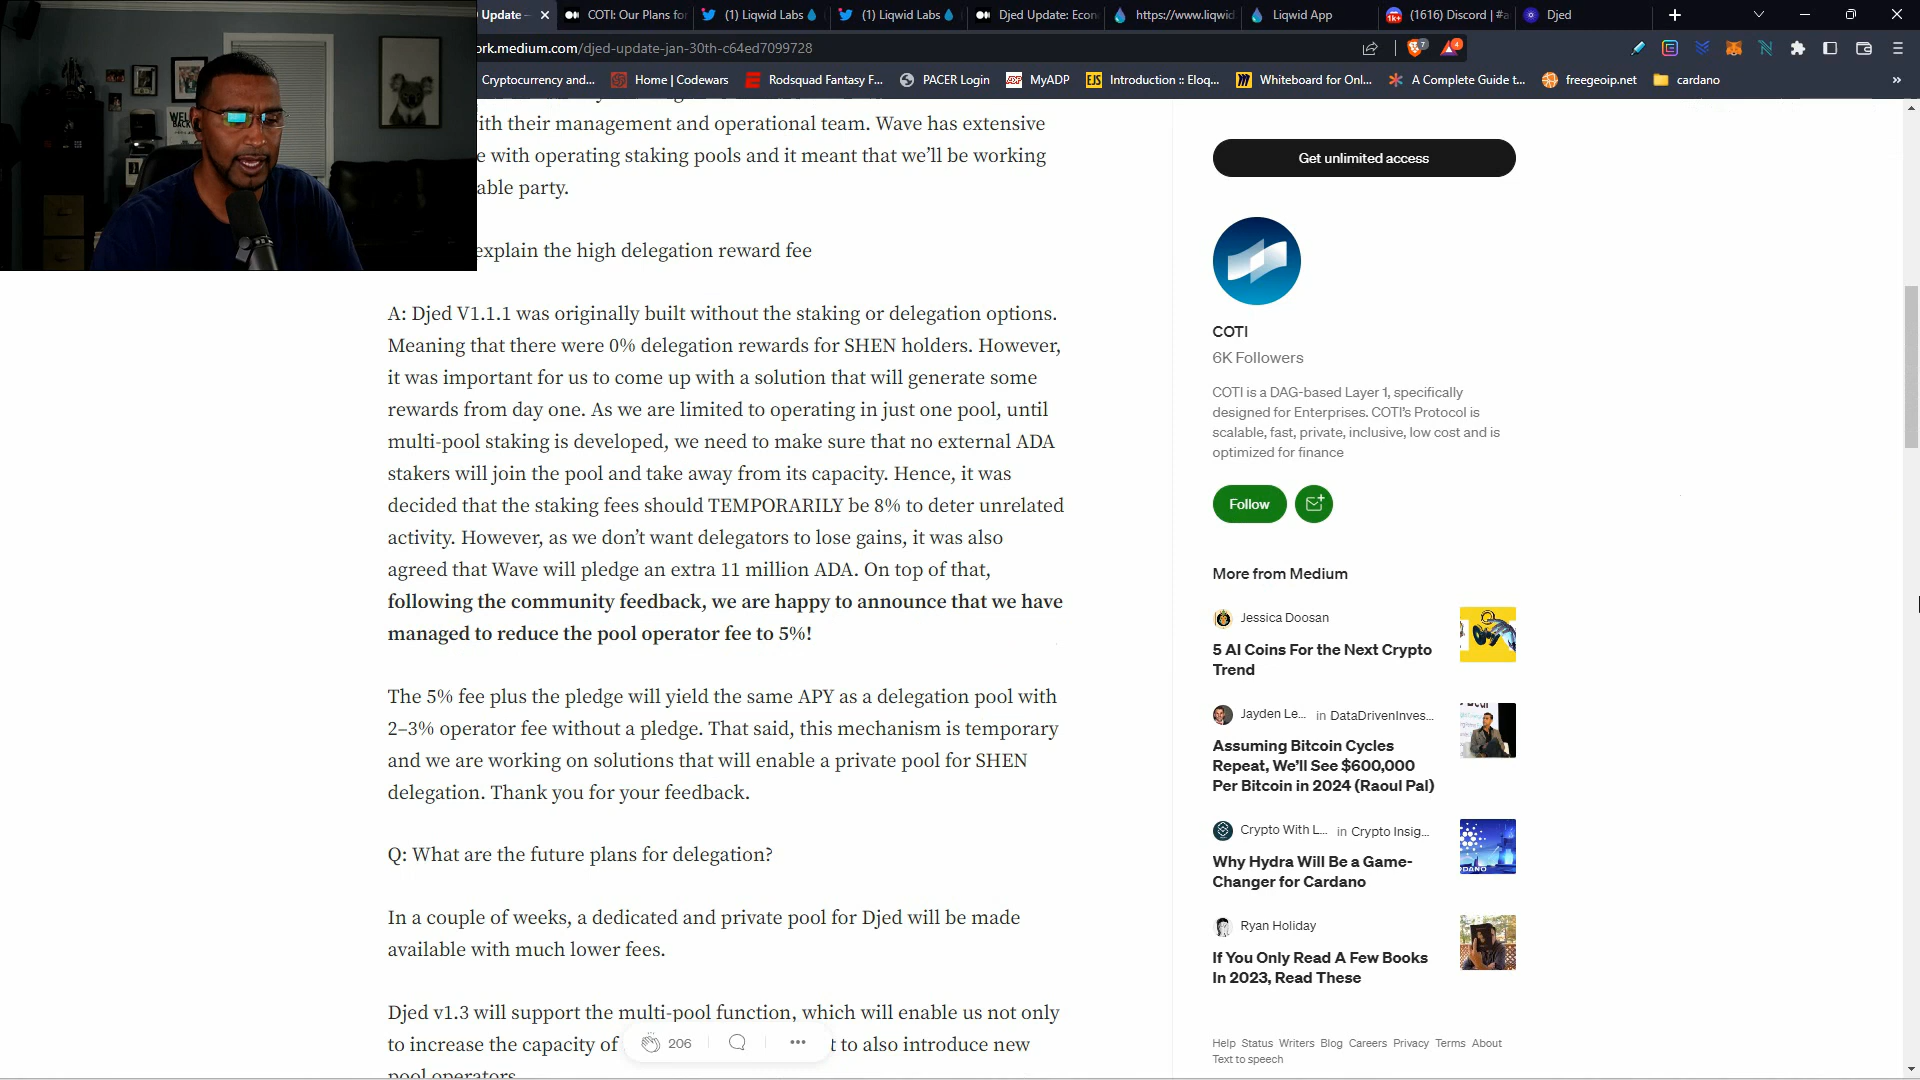 Update –
COTI: Our Plans fo
(1) Liqwid Labs
(1) Liqwid Labs
Djed Update: Econ
https://www.liqwid.
Liqwid App
(1616) Discord | #a
Djed
ork.medium.com/djed-update-jan-30th-c64ed7099728
Cryptocurrency and...
Home | Codewars
Rodsquad Fantasy F...
PACER Login
MyADP
Introduction :: Eloq...
Whiteboard for Onl...
A Complete Guide t...
freegeoip.net
cardano
»
ith their management and operational team. Wave has extensive
e with operating staking pools and it meant that we’ll be working
able party.
explain the high delegation reward fee
A: Djed V1.1.1 was originally built without the staking or delegation options.
Meaning that there were 0% delegation rewards for SHEN holders. However,
it was important for us to come up with a solution that will generate some
rewards from day one. As we are limited to operating in just one pool, until
multi-pool staking is developed, we need to make sure that no external ADA
stakers will join the pool and take away from its capacity. Hence, it was
decided that the staking fees should TEMPORARILY be 8% to deter unrelated
activity. However, as we don’t want delegators to lose gains, it was also
agreed that Wave will pledge an extra 11 million ADA. On top of that,
following the community feedback, we are happy to announce that we have
managed to reduce the pool operator fee to 5%!
The 5% fee plus the pledge will yield the same APY as a delegation pool with
2–3% operator fee without a pledge. That said, this mechanism is temporary
and we are working on solutions that will enable a private pool for SHEN
delegation. Thank you for your feedback.
Q: What are the future plans for delegation?
In a couple of weeks, a dedicated and private pool for Djed will be made
available with much lower fees.
Djed v1.3 will support the multi-pool function, which will enable us not only
to increase the capacity of
t to also introduce new
pool operators
206
Get unlimited access
COTI
6K Followers
COTI is a DAG-based Layer 1, specifically
designed for Enterprises. COTI’s Protocol is
scalable, fast, private, inclusive, low cost and is
optimized for finance
Follow
More from Medium
Jessica Doosan
5 AI Coins For the Next Crypto
Trend
Jayden Le... in DataDrivenInves...
Assuming Bitcoin Cycles
Repeat, We’ll See $600,000
Per Bitcoin in 2024 (Raoul Pal)
Crypto With L... in Crypto Insig...
Why Hydra Will Be a Game-
Changer for Cardano
Ryan Holiday
If You Only Read A Few Books
In 2023, Read These
Help Status Writers Blog Careers Privacy Terms About
Text to speech